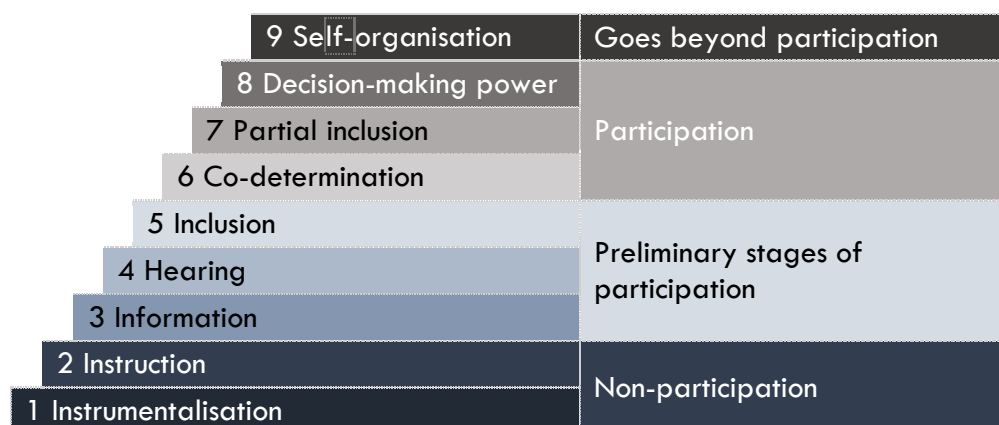 9 Self-organisation Goes beyond participation
8 Decision-making power
7 Partial inclusion Participation
6 Co-determination
5 Inclusion
4 Hearing Preliminary stages of
participation
3 Information
2 Instruction
1 Instrumentalisation Non-participation